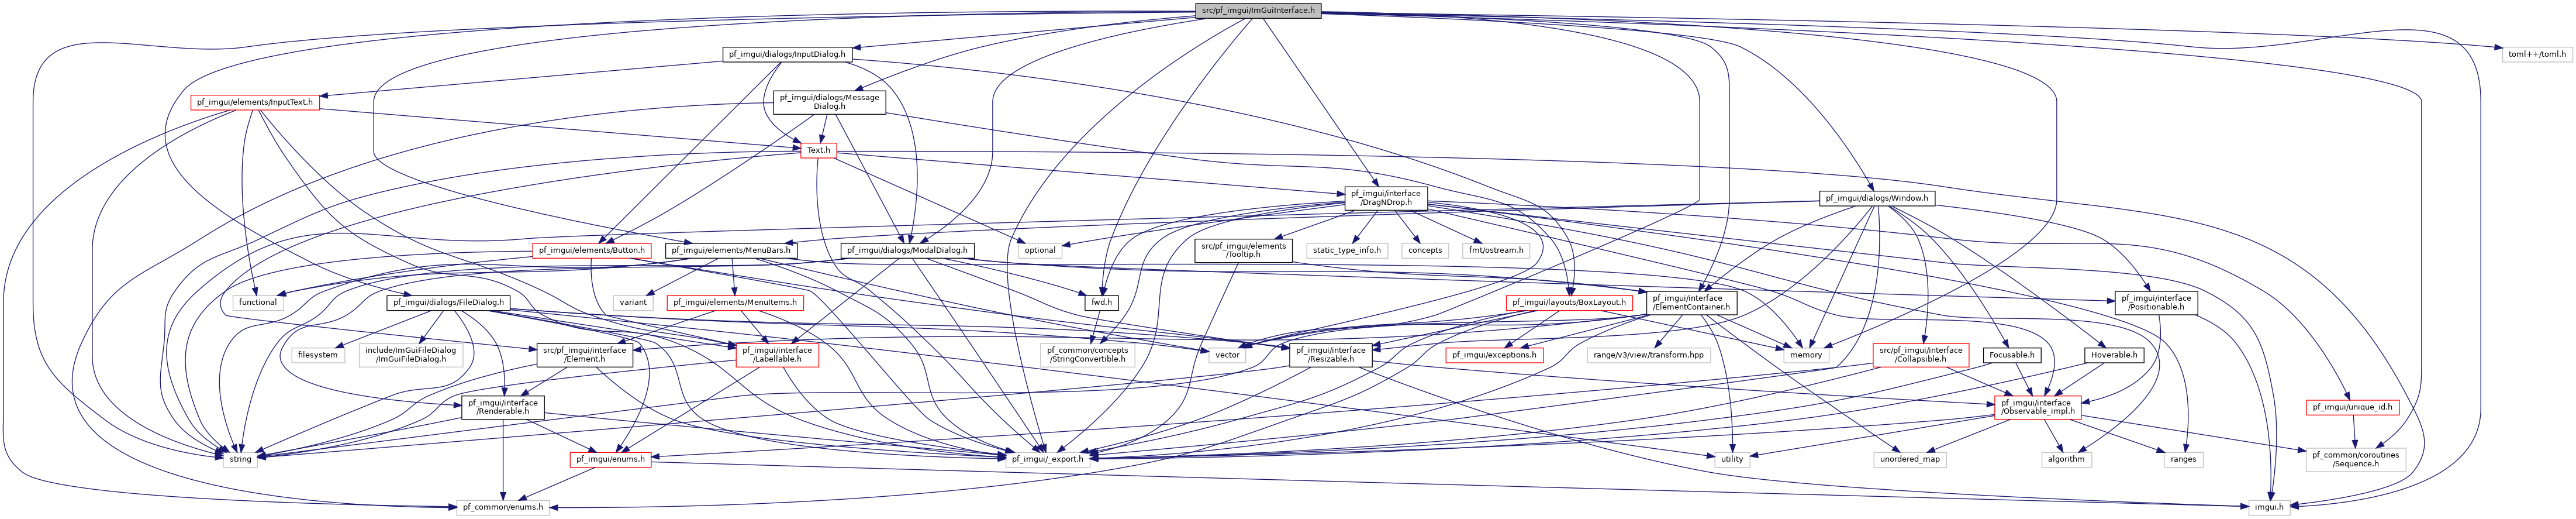 src/pf_imgui/ImGuiInterface.h
pf_imgui/dialogs/InputDialog.h
toml++/toml.h
pf_imgui/elements/InputText.h
pf_imgui/dialogs/Message
Dialog.h
Text.h
pf_imgui/interface
/DragNDrop.h
pf_imgui/dialogs/Window.h
pf_imgui/elements/Button.h
pf_imgui/elements/MenuBars.h
pf_imgui/dialogs/ModalDialog.h
optional
src/pf_imgui/elements
/Tooltip.h
static_type_info.h
concepts
fmt/ostream.h
functional
pf_imgui/dialogs/FileDialog.h
variant
pf_imgui/elements/MenuItems.h
fwd.h
pf_imgui/layouts/BoxLayout.h
pf_imgui/interface
/ElementContainer.h
pf_imgui/interface
/Positionable.h
filesystem
include/ImGuiFileDialog
/ImGuiFileDialog.h
src/pf_imgui/interface
/Element.h
pf_imgui/interface
/Labellable.h
pf_common/concepts
/StringConvertible.h
vector
pf_imgui/interface
/Resizable.h
pf_imgui/exceptions.h
range/v3/view/transform.hpp
memory
src/pf_imgui/interface
/Collapsible.h
Focusable.h
Hoverable.h
pf_imgui/interface
/Renderable.h
pf_imgui/interface
/Observable_impl.h
pf_imgui/unique_id.h
string
pf_imgui/enums.h
pf_imgui/_export.h
utility
unordered_map
algorithm
ranges
pf_common/coroutines
/Sequence.h
pf_common/enums.h
imgui.h